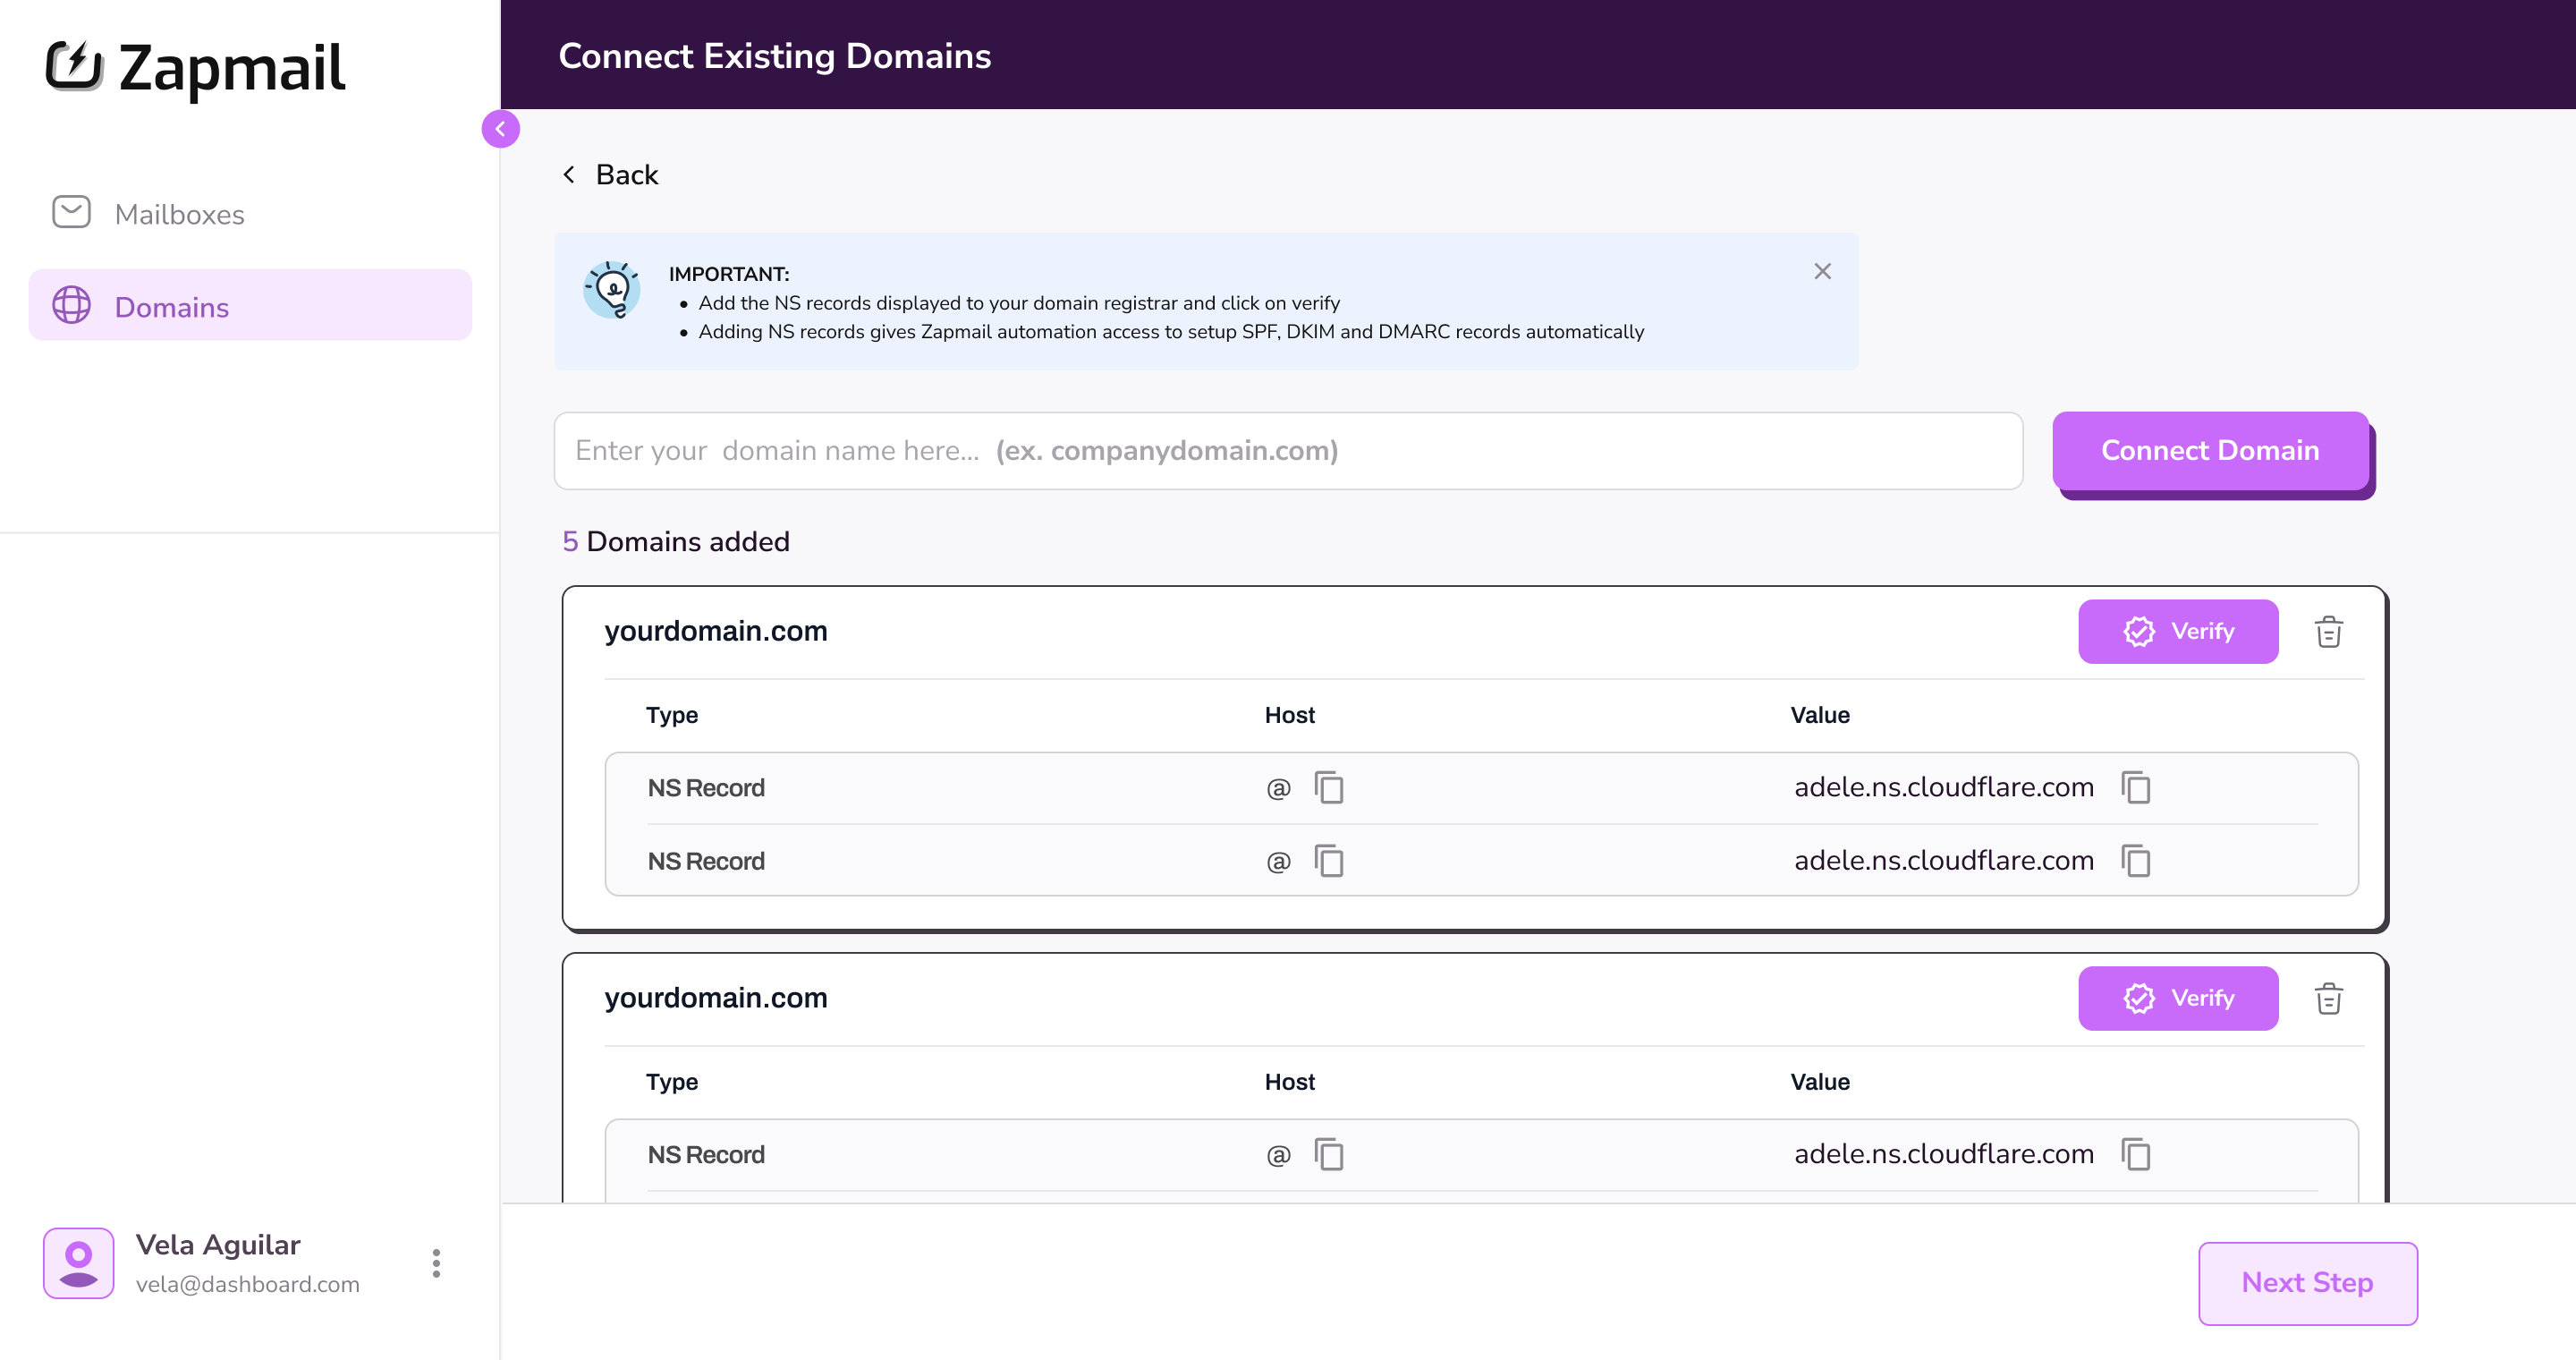 Zapmail
Connect Existing Domains
Mailboxes
Domains
Back
IMPORTANT:
• Add the NS records displayed to your domain registrar and click on verify
• Adding NS records gives Zapmail automation access to setup SPF, DKIM and DMARC records automatically
Enter your domain name here... (ex. companydomain.com)
Connect Domain
5 Domains added
yourdomain.com
Verify
Type Host Value
NS Record @ adele.ns.cloudflare.com
NS Record @ adele.ns.cloudflare.com
yourdomain.com
Verify
Type Host Value
NS Record @ adele.ns.cloudflare.com
Vela Aguilar
vela@dashboard.com
Next Step